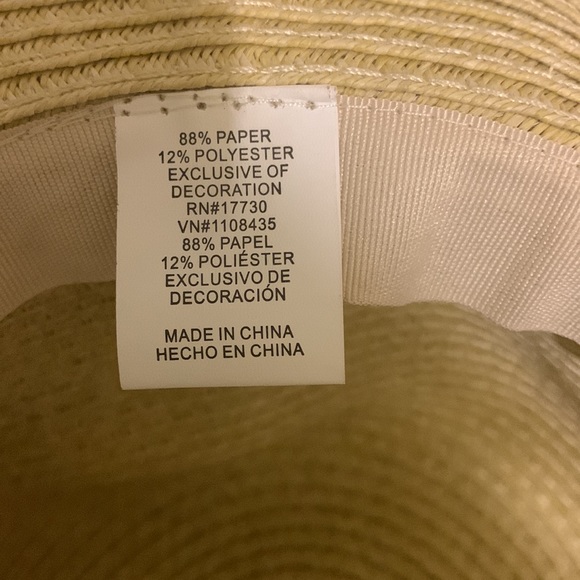 88% PAPER
12% POLYESTER
EXCLUSIVE OF
DECORATION
RN#17730
VN#1108435
88% PAPEL
12% POLIÉSTER
EXCLUSIVO DE
DECORACIÓN
MADE IN CHINA
HECHO EN CHINA